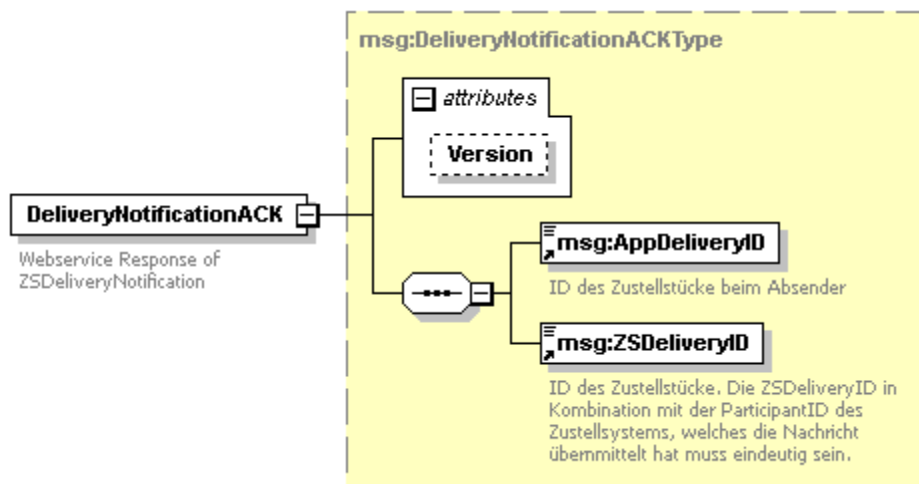 msg:DeliveryNotificationACKType
attributes
Version
DeliveryNotificationACK
Webservice Response of
ZSDeliveryNotification
msg:AppDeliveryID
ID des Zustellstücke beim Absender
msg:ZSDeliveryID
ID des Zustellstücke. Die ZSDeliveryID in
Kombination mit der ParticipantID des
Zustellsystems, welches die Nachricht
übernmittelt hat muss eindeutig sein.